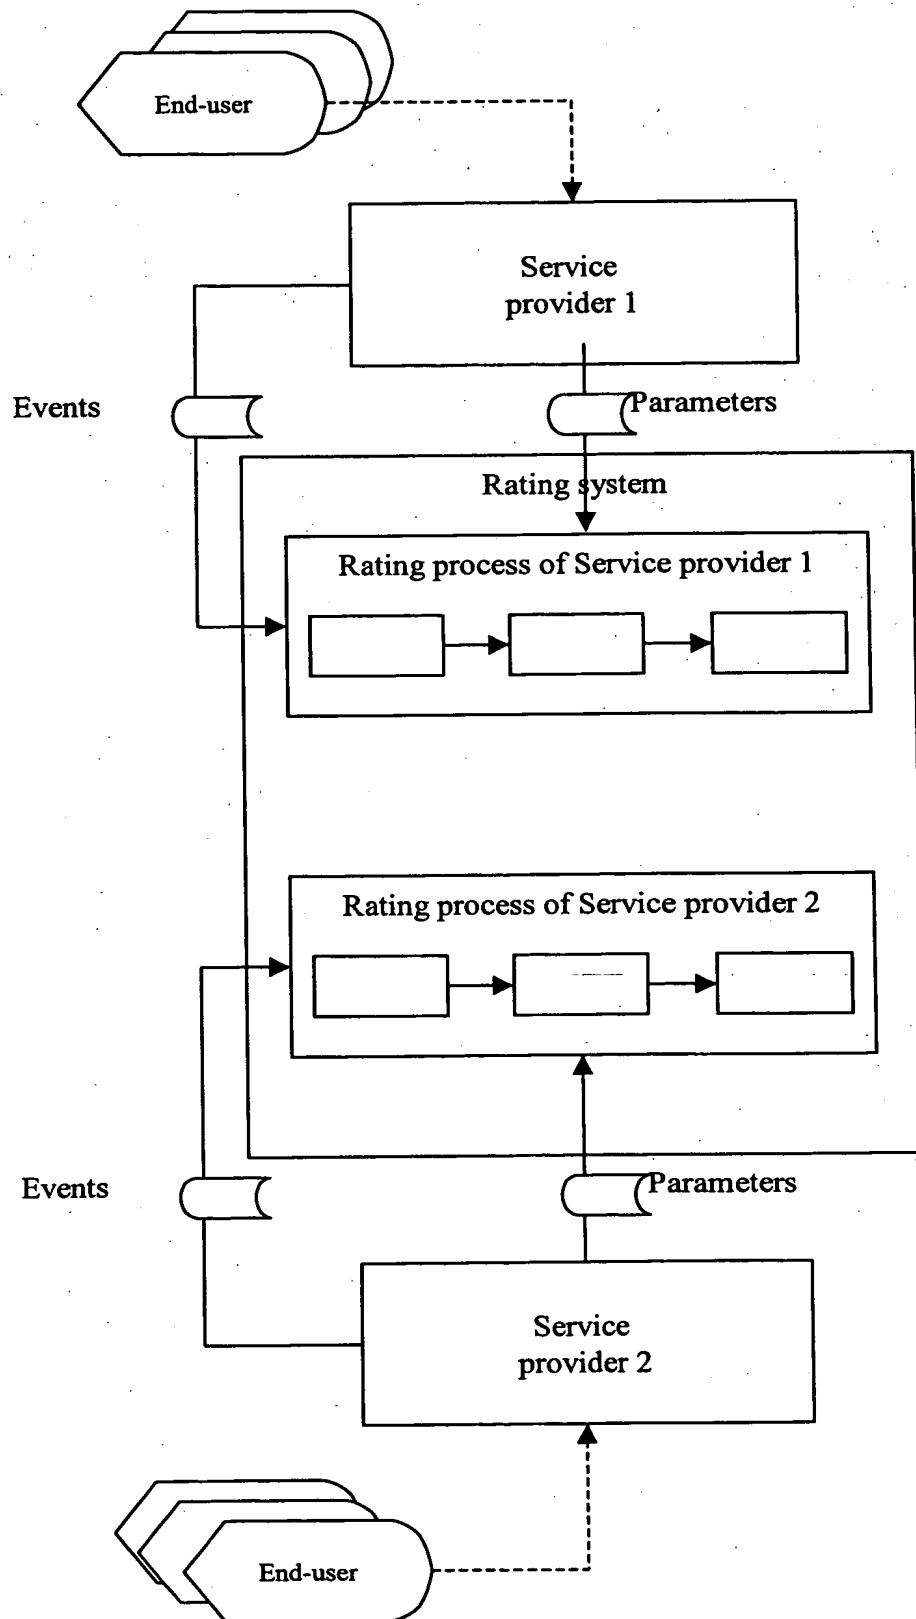 End-user
Service
provider 1
Events
Parameters
Rating system
Rating process of Service provider 1
Rating process of Service provider 2
Events
Parameters
Service
provider 2
End-user